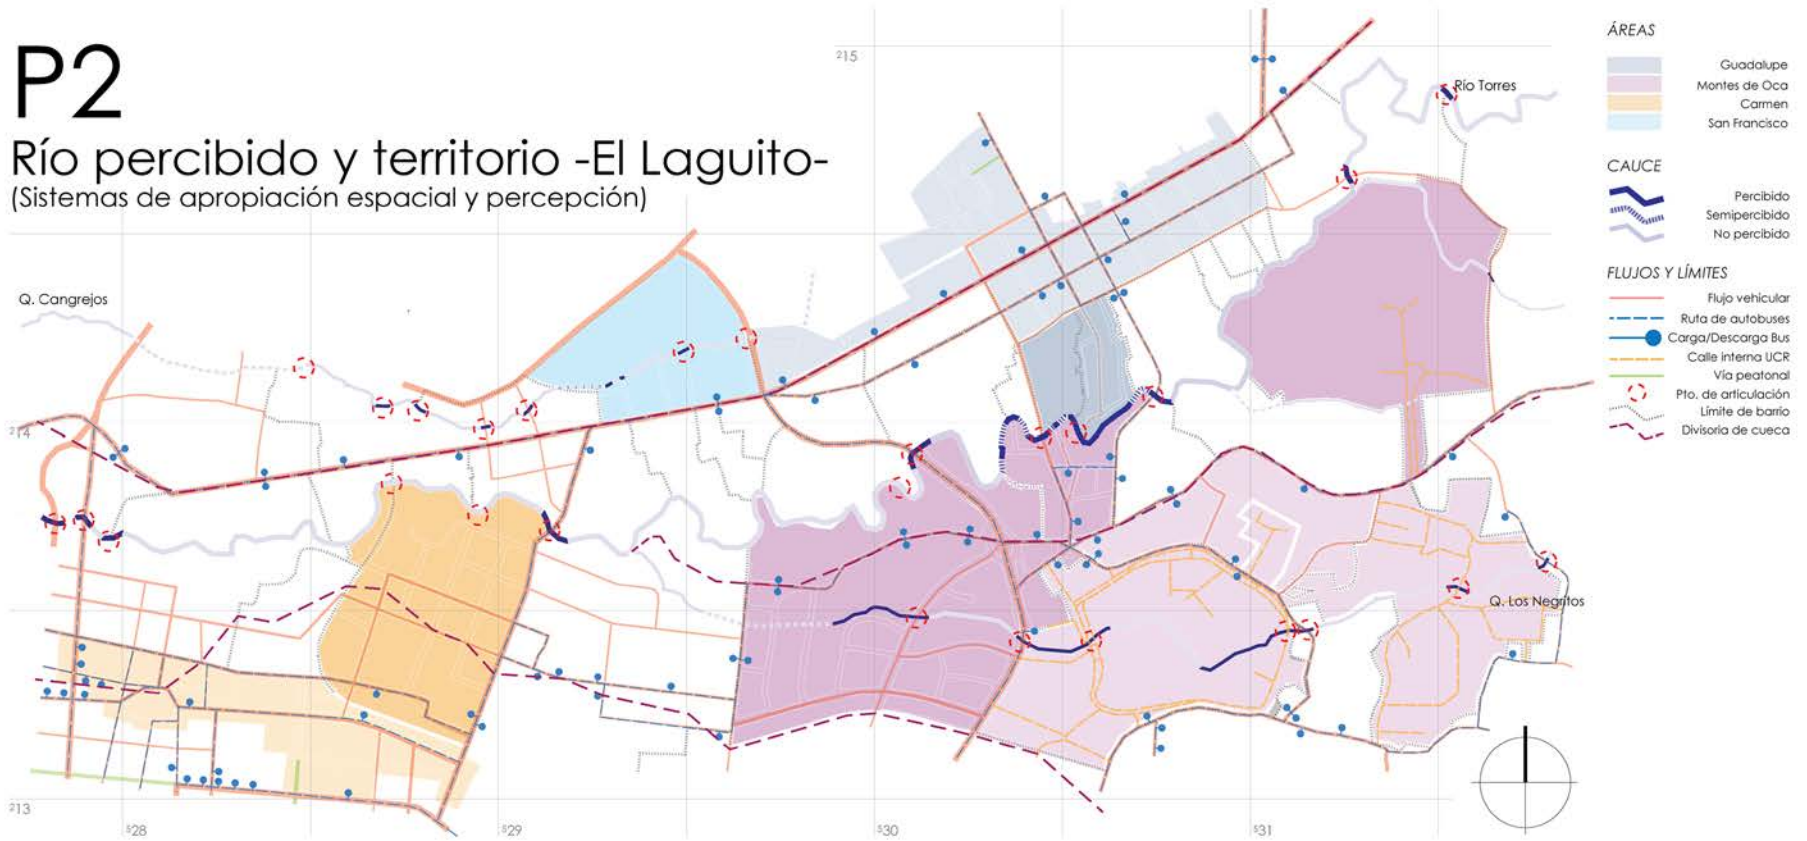 P2
Río percibido y territorio -El Laguito-
(Sistemas de apropiación espacial y percepción)
215
Río Torres
Q. Cangrejos
214
Q. Los Negritos
213
528
529
530
531
ÁREAS
Guadalupe
Montes de Oca
Carmen
San Francisco
CAUCE
Percibido
Semipercibido
No percibido
FLUJOS Y LÍMITES
Flujo vehicular
Ruta de autobuses
Carga/Descarga Bus
Calle interna UCR
Vía peatonal
Pto. de articulación
Límite de barrio
Divisoria de cueca